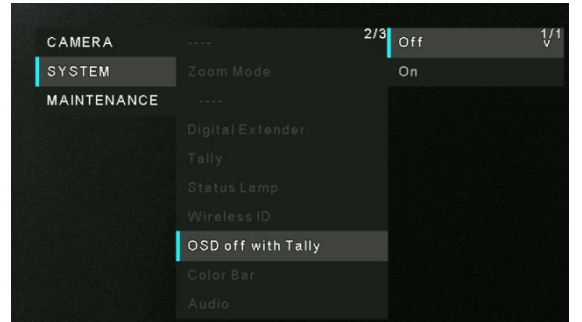 CAMERA
SYSTEM
MAINTENANCE
2/3
----
Zoom Mode
----
Digital Extender
Tally
Status Lamp
Wireless ID
OSD off with Tally
Color Bar
Audio
1/1
Off v
On